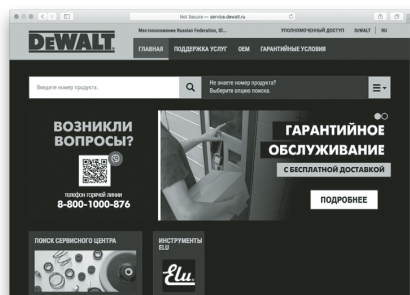 Not Secure — service.dewalt.ru
DEWALT.
Местоположение Russian Federation, Ul...
УПОЛНОМОЧЕННЫЙ ДОСТУП DEWALT RU
ГЛАВНАЯ ПОДДЕРЖКА УСЛУГ OEM ГАРАНТИЙНЫЕ УСЛОВИЯ
Введите номер продукта.
Не знаете номер продукта?
Выберите опцию поиска.
ВОЗНИКЛИ
ВОПРОСЫ?
телефон горячей линии
8-800-1000-876
ГАРАНТИЙНОЕ
ОБСЛУЖИВАНИЕ
С БЕСПЛАТНОЙ ДОСТАВКОЙ
ПОДРОБНЕЕ
ПОИСК СЕРВИСНОГО ЦЕНТРА
ИНСТРУМЕНТЫ
ELU
Elu